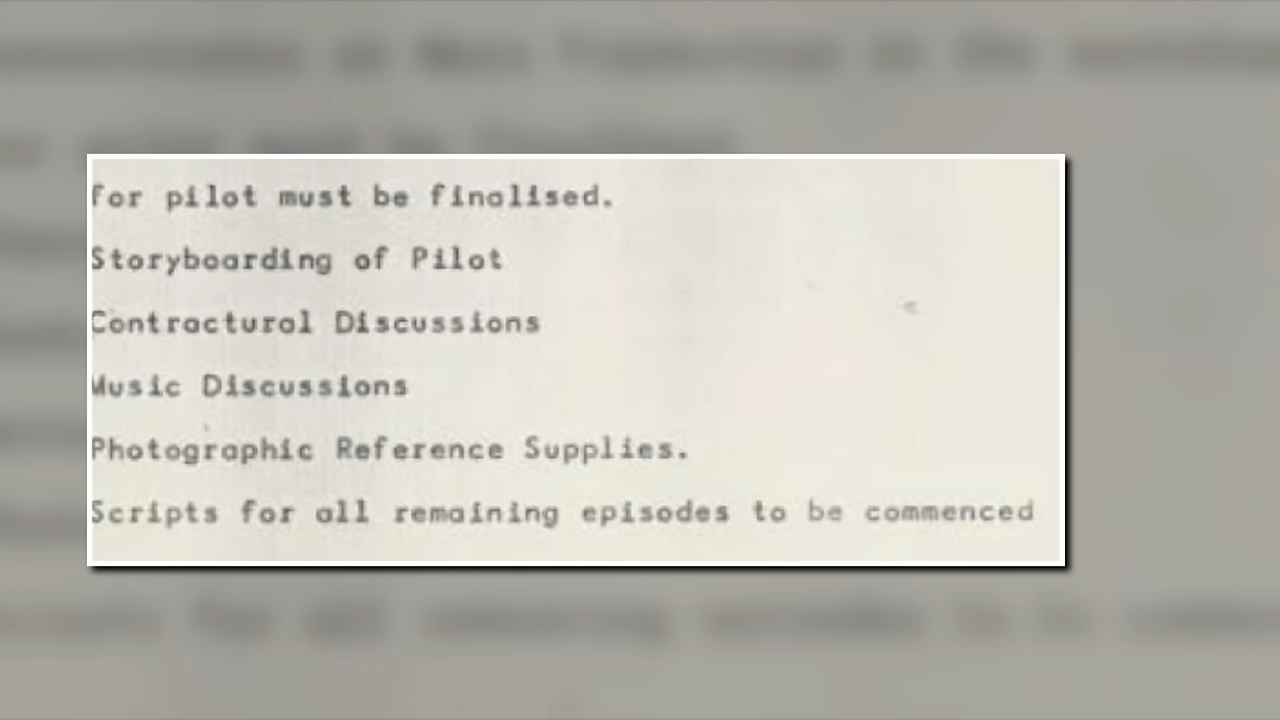 for pilot must be finalised.
Storyboarding of Pilot
Contractural Discussions
Music Discussions
Photographic Reference Supplies.
Scripts for all remaining episodes to be commenced